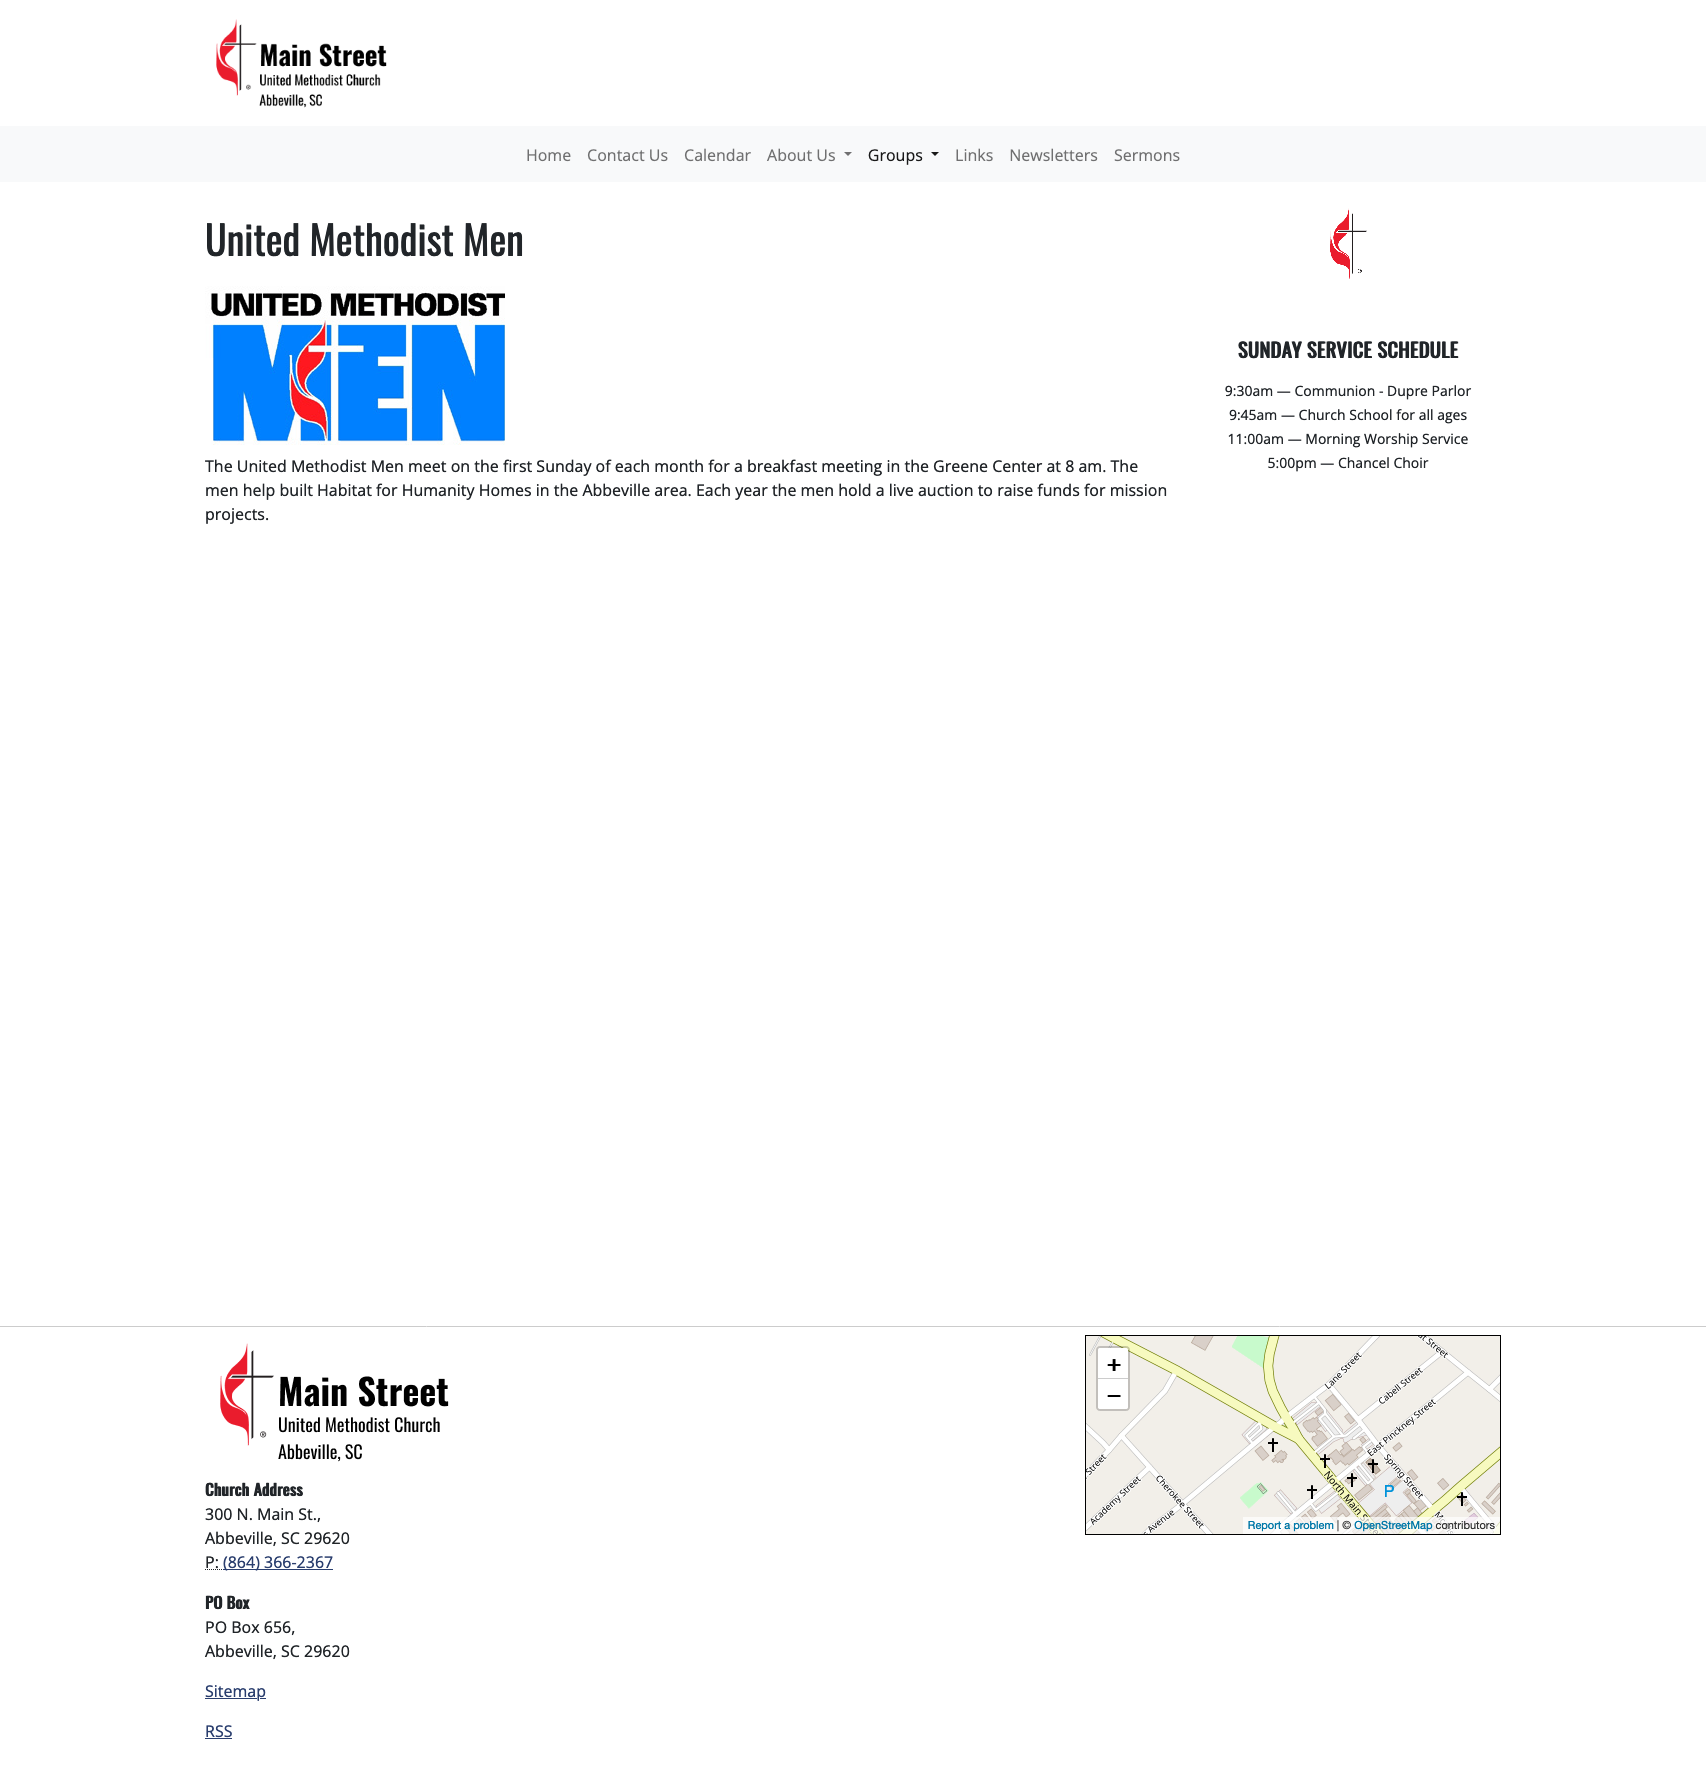 Main Street
United Methodist Church
Abbeville, SC
Home Contact Us Calendar About Us Groups Links Newsletters Sermons
United Methodist Men
UNITED METHODIST
MEN
The United Methodist Men meet on the first Sunday of each month for a breakfast meeting in the Greene Center at 8 am. The
men help built Habitat for Humanity Homes in the Abbeville area. Each year the men hold a live auction to raise funds for mission
projects.
SUNDAY SERVICE SCHEDULE
9:30am — Communion - Dupre Parlor
9:45am — Church School for all ages
11:00am — Morning Worship Service
5:00pm — Chancel Choir
Main Street
United Methodist Church
Abbeville, SC
Church Address
300 N. Main St.,
Abbeville, SC 29620
P: (864) 366-2367
PO Box
PO Box 656,
Abbeville, SC 29620
Sitemap
RSS
+
−
Street
Lane Street
Cabell Street
East Pinckney Street
Spring Street
North Main
Street
Academy Street
Cherokee Street
Avenue
P
Report a problem | © OpenStreetMap contributors